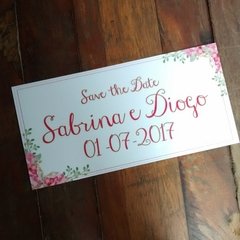 Save the Date
Sabrina e Diogo
01-07-2017